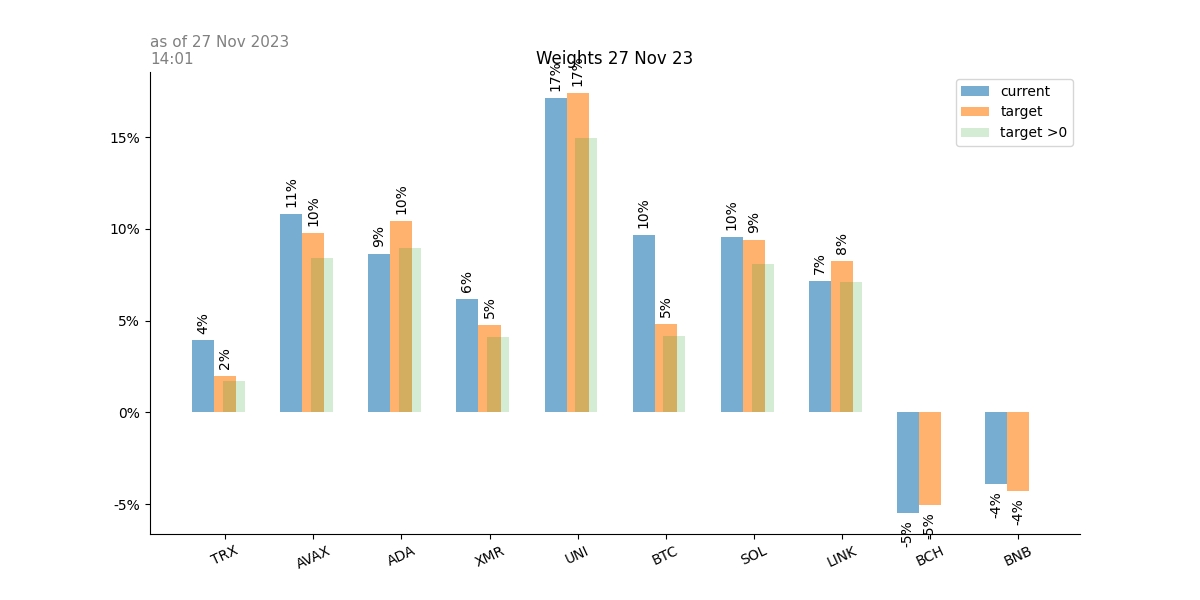 as of 27 Nov 2023
14:01
Weights 27 Nov 23
current
target
target >0
15%
10%
5%
0%
-5%
4%
2%
11%
10%
9%
10%
6%
5%
17%
17%
10%
5%
10%
9%
7%
8%
-5%
-5%
-4%
-4%
TRX
AVAX
ADA
XMR
UNI
BTC
SOL
LINK
BCH
BNB